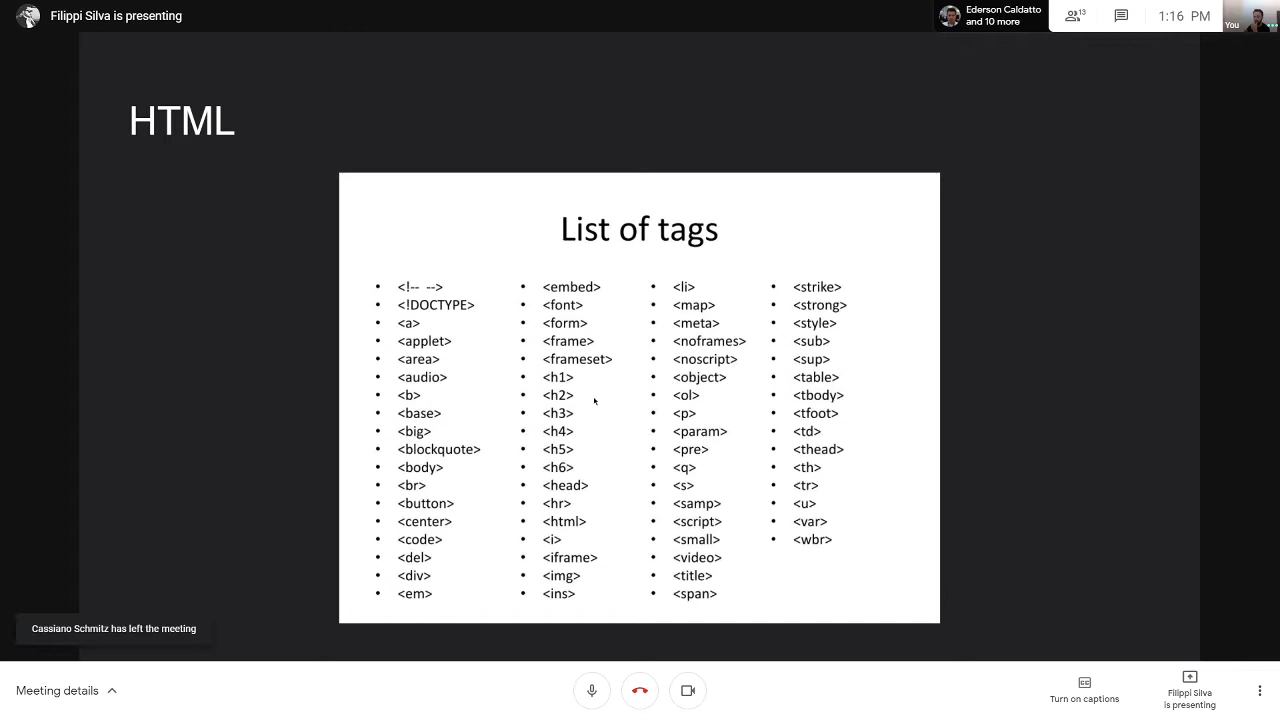 Filippi Silva is presenting
Ederson Caldatto
and 10 more
13
1:16 PM
You
HTML
List of tags
• <!-- -->
• <!DOCTYPE>
• <a>
• <applet>
• <area>
• <audio>
• <b>
• <base>
• <big>
• <blockquote>
• <body>
• <br>
• <button>
• <center>
• <code>
• <del>
• <div>
• <em>
• <embed>
• <font>
• <form>
• <frame>
• <frameset>
• <h1>
• <h2>
• <h3>
• <h4>
• <h5>
• <h6>
• <head>
• <hr>
• <html>
• <i>
• <iframe>
• <img>
• <ins>
• <li>
• <map>
• <meta>
• <noframes>
• <noscript>
• <object>
• <ol>
• <p>
• <param>
• <pre>
• <q>
• <s>
• <samp>
• <script>
• <small>
• <video>
• <title>
• <span>
• <strike>
• <strong>
• <style>
• <sub>
• <sup>
• <table>
• <tbody>
• <tfoot>
• <td>
• <thead>
• <th>
• <tr>
• <u>
• <var>
• <wbr>
Cassiano Schmitz has left the meeting
Meeting details
Turn on captions
Filippi Silva
is presenting